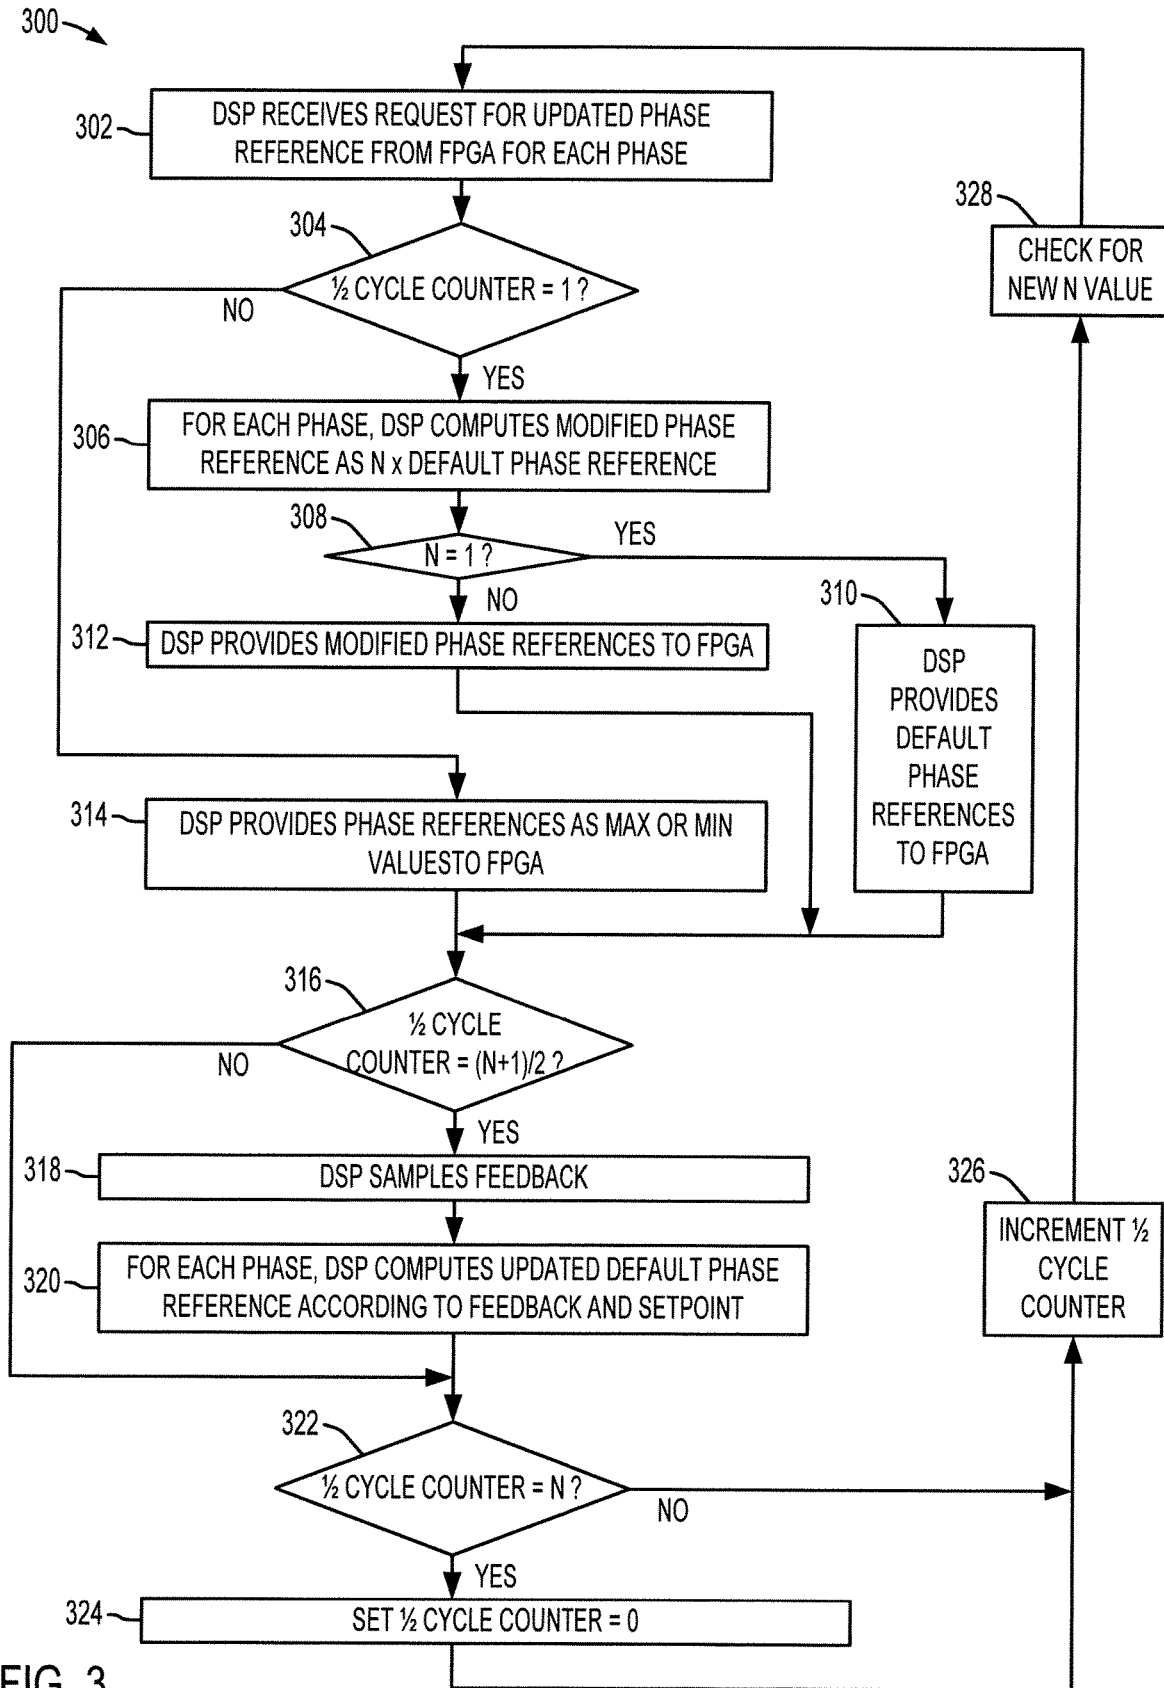 300
302
DSP RECEIVES REQUEST FOR UPDATED PHASE
REFERENCE FROM FPGA FOR EACH PHASE
304
½ CYCLE COUNTER = 1 ?
NO
YES
328
CHECK FOR
NEW N VALUE
306
FOR EACH PHASE, DSP COMPUTES MODIFIED PHASE
REFERENCE AS N x DEFAULT PHASE REFERENCE
308
N = 1 ?
YES
NO
310
DSP
PROVIDES
DEFAULT
PHASE
REFERENCES
TO FPGA
312
DSP PROVIDES MODIFIED PHASE REFERENCES TO FPGA
314
DSP PROVIDES PHASE REFERENCES AS MAX OR MIN
VALUESTO FPGA
316
½ CYCLE
COUNTER = (N+1)/2 ?
NO
YES
318
DSP SAMPLES FEEDBACK
320
FOR EACH PHASE, DSP COMPUTES UPDATED DEFAULT PHASE
REFERENCE ACCORDING TO FEEDBACK AND SETPOINT
326
INCREMENT ½
CYCLE
COUNTER
322
½ CYCLE COUNTER = N ?
NO
YES
324
SET ½ CYCLE COUNTER = 0
FIG. 3